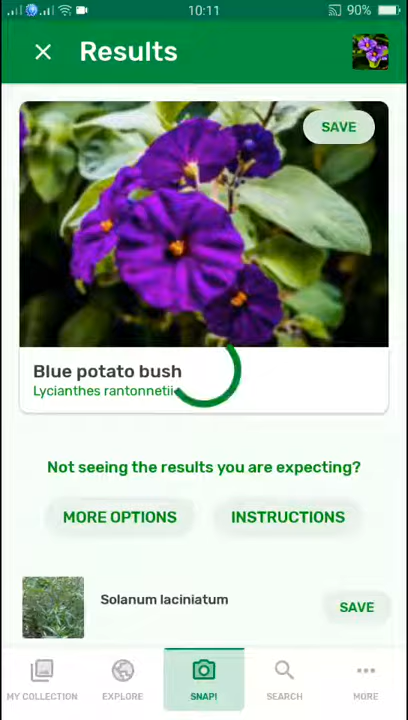 10:11
90%
Results
SAVE
Blue potato bush
Lycianthes rantonnetii
Not seeing the results you are expecting?
MORE OPTIONS
INSTRUCTIONS
Solanum laciniatum
SAVE
MY COLLECTION
EXPLORE
SNAP!
SEARCH
MORE